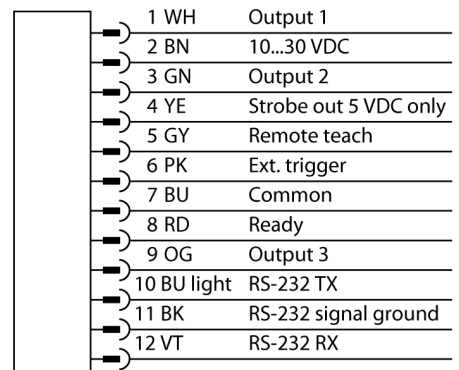 1 WH Output 1
2 BN 10...30 VDC
3 GN Output 2
4 YE Strobe out 5 VDC only
5 GY Remote teach
6 PK Ext. trigger
7 BU Common
8 RD Ready
9 OG Output 3
10 BU light RS-232 TX
11 BK RS-232 signal ground
12 VT RS-232 RX